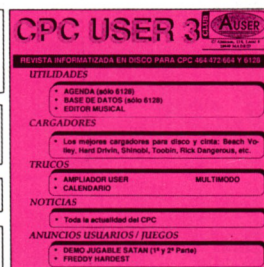 CPC USER 3
AUSER
REVISTA INFORMATIZADA EN DISCO PARA CPC 464 472 664 Y 6128
UTILIDADES
• AGENDA (sólo 6128)
• BASE DE DATOS (sólo 6128)
• EDITOR MUSICAL
CARGADORES
• Los mejores cargadores para disco y cinta: Beach Vo-
lley, Hard Drivin, Shinobi, Toobin, Rick Dangerous, etc.
TRUCOS
• AMPLIADOR USER MULTIMODO
• CALENDARIO
NOTICIAS
• Toda la actualidad del CPC
ANUNCIOS USUARIOS / JUEGOS
• DEMO JUGABLE SATAN (1ª y 2ª Parte)
• FREDDY HARDEST